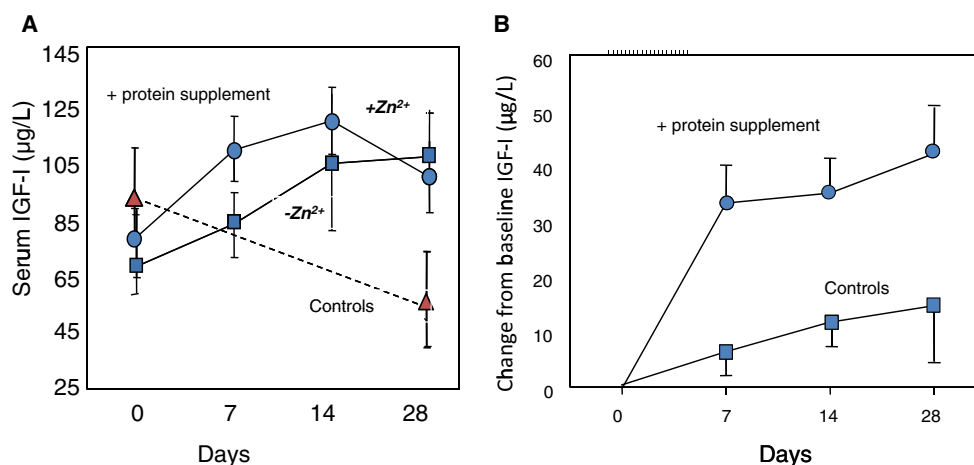 A
Serum IGF-I (µg/L)
145
125
105
85
65
45
25
+ protein supplement
+Zn²⁺
-Zn²⁺
Controls
0 7 14 28
Days
B
Change from baseline IGF-I (µg/L)
60
50
40
30
20
10
0
+ protein supplement
Controls
0 7 14 28
Days